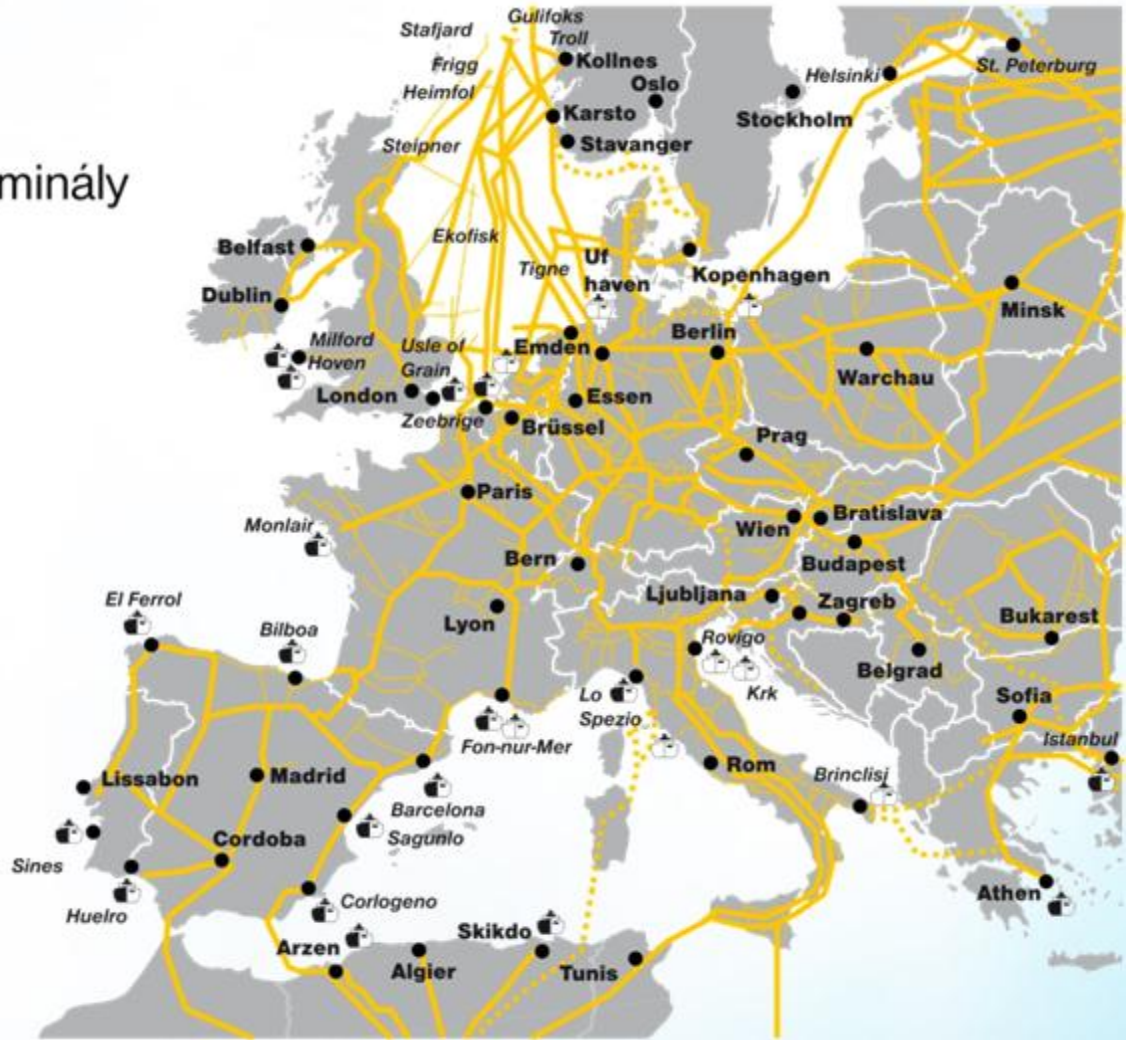 Gulifoks
Stafjard
Troll
Kollnes
Frigg
Oslo
Helsinki
St. Peterburg
Heimfol
Karsto
Stockholm
Stavanger
Steipner
minály
Ekofisk
Belfast
Uf
haven
Tigne
Kopenhagen
Dublin
Minsk
Milford
Hoven
Usle of
Grain
Emden
Berlin
London
Essen
Warchau
Zeebrige
Brüssel
Prag
Paris
Monlair
Wien
Bratislava
Bern
Budapest
El Ferrol
Ljubljana
Zagreb
Lyon
Bilboa
Rovigo
Bukarest
Krk
Belgrad
Lo
Spezio
Sofia
Fon-nur-Mer
Istanbul
Lissabon
Madrid
Rom
Brinclisi
Barcelona
Sagunlo
Cordoba
Sines
Huelro
Corlogeno
Athen
Skikdo
Arzen
Algier
Tunis